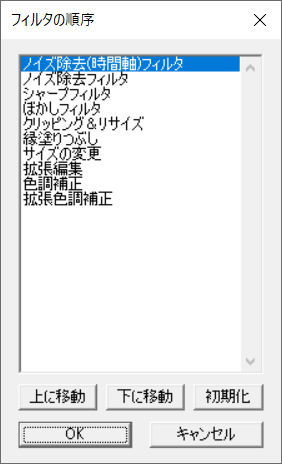 フィルタの順序
ノイズ除去(時間軸)フィルタ
ノイズ除去フィルタ
シャープフィルタ
ぼかしフィルタ
クリッピング＆リサイズ
縁塗りつぶし
サイズの変更
拡張編集
色調補正
拡張色調補正
上に移動
下に移動
初期化
OK
キャンセル